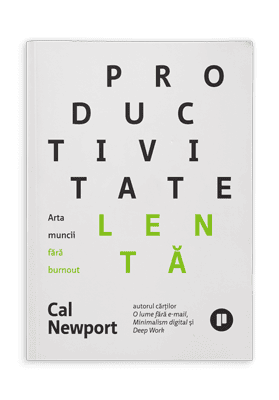 PRO
DUC
TIVI
TATE
LEN
TĂ
Arta
muncii
fără
burnout
Cal
Newport
autorul cărților
O lume fără e-mail,
Minimalism digital și
Deep Work